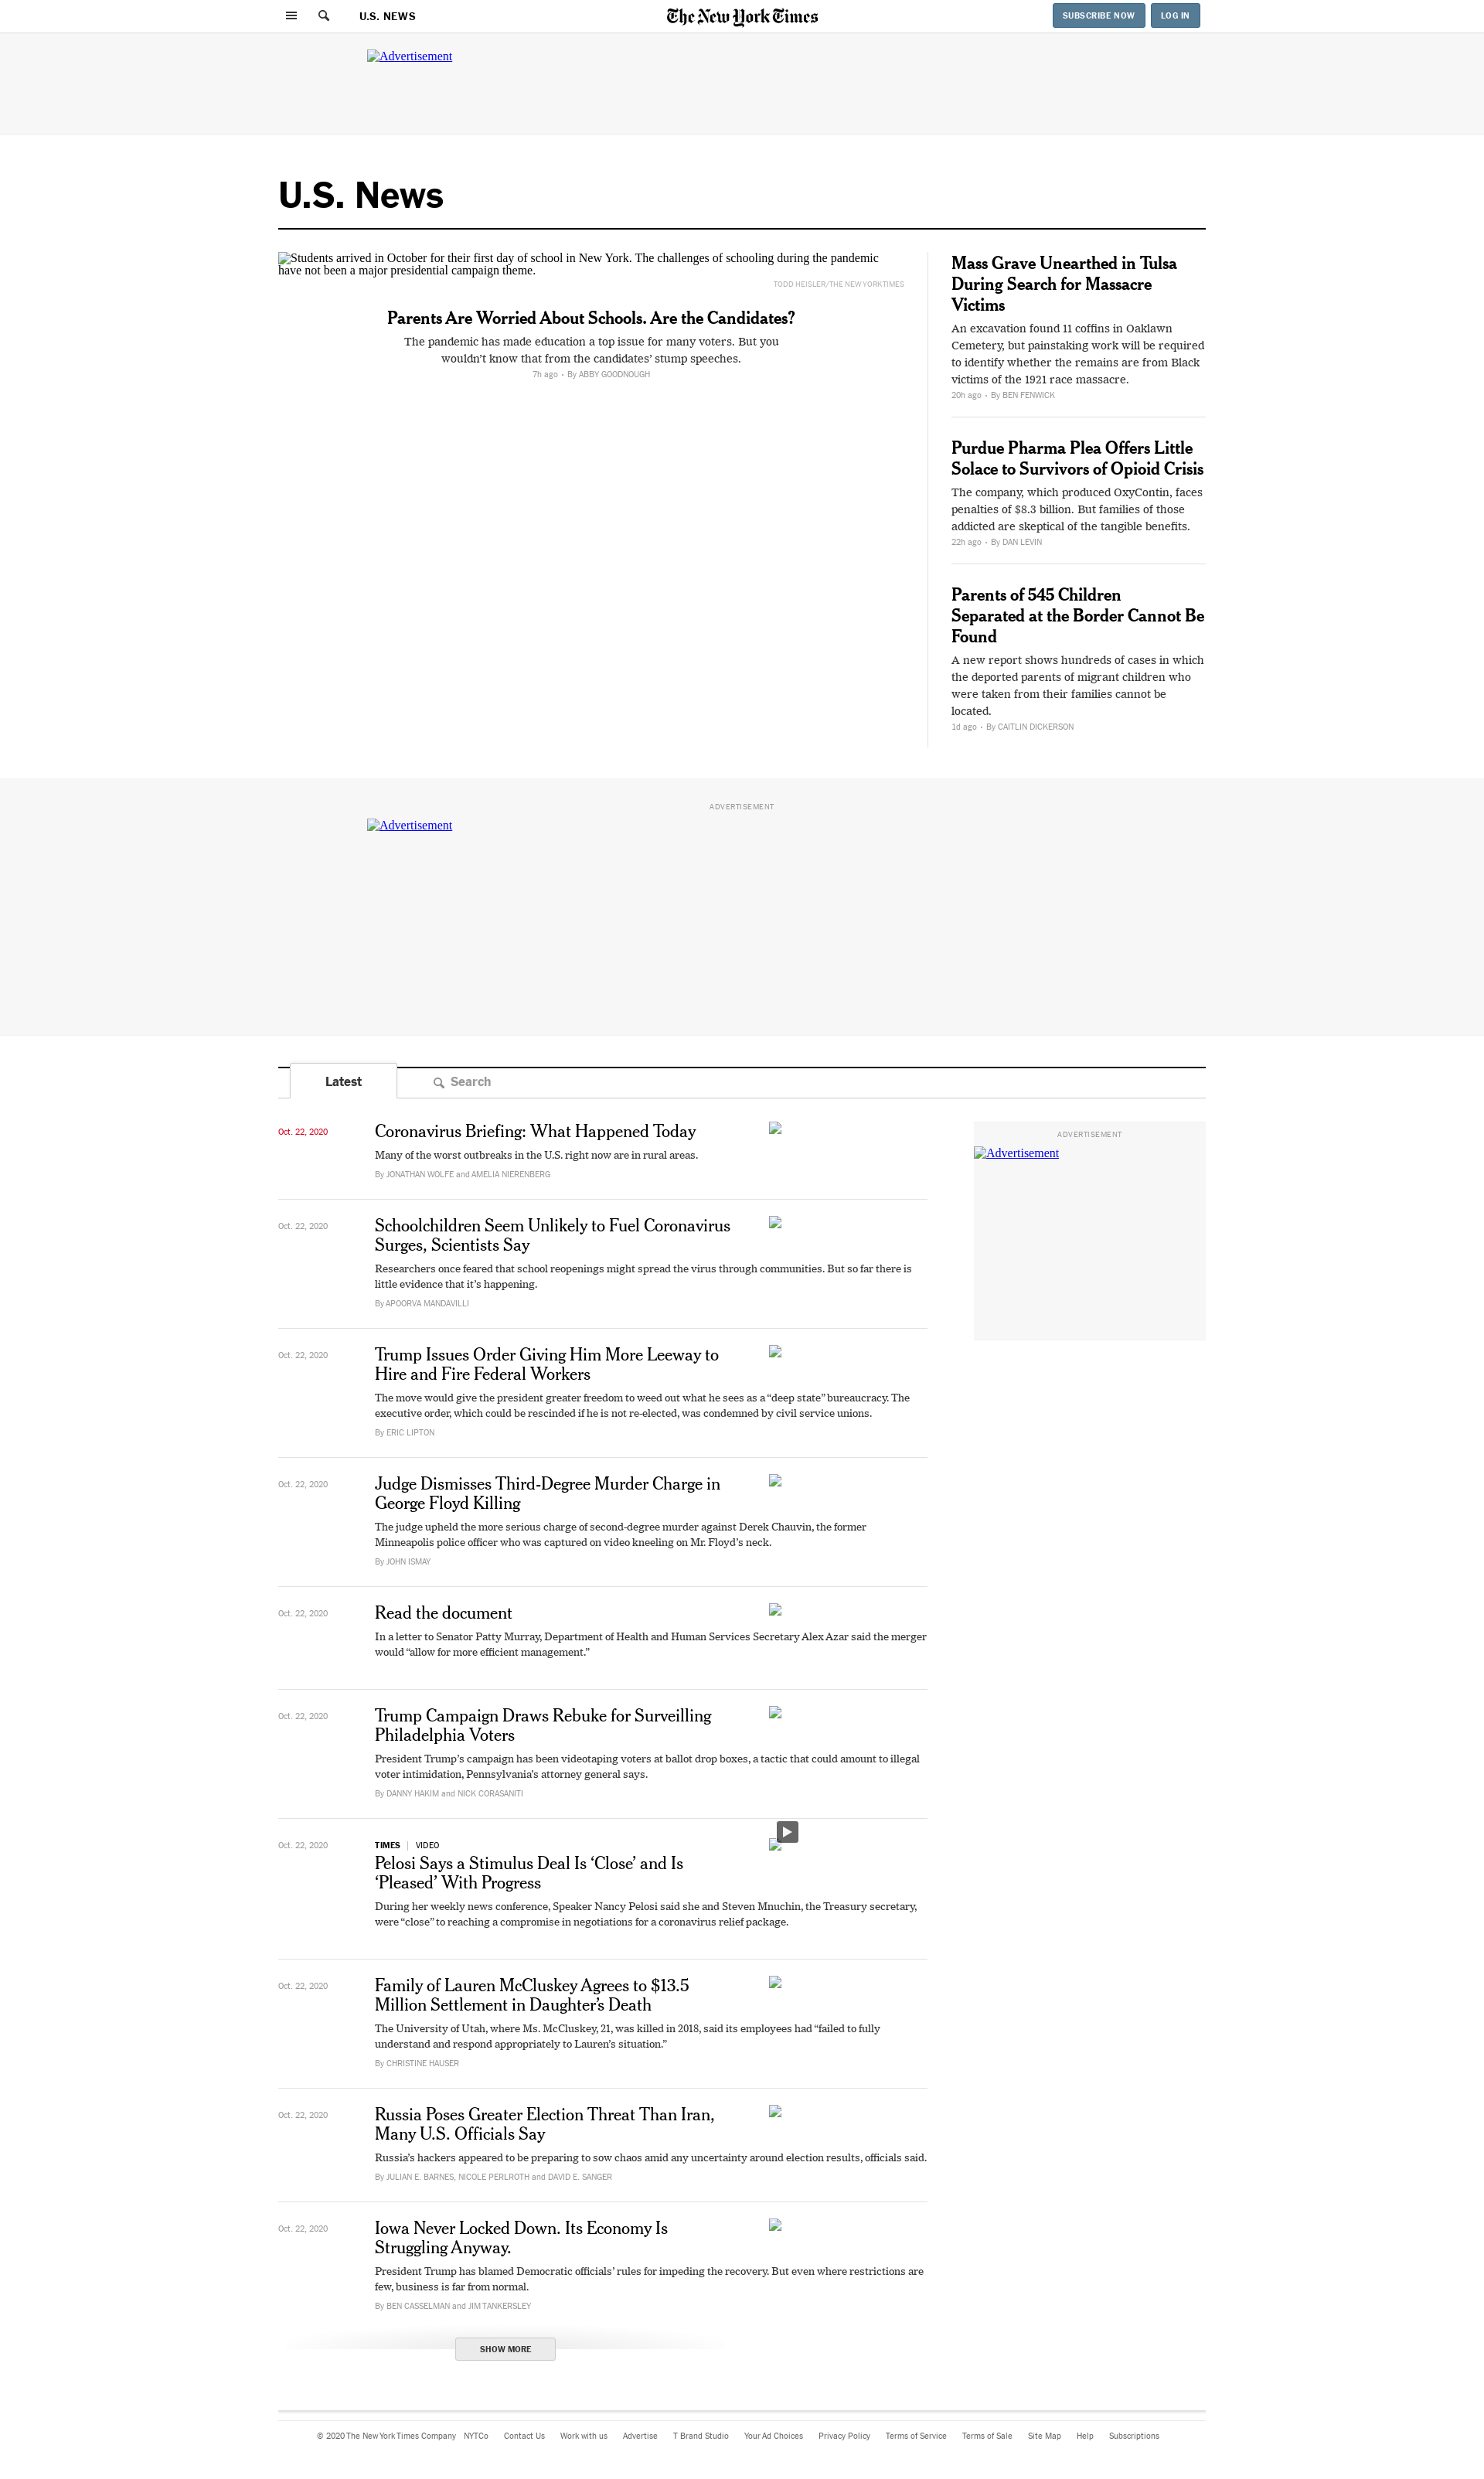 U.S. NEWS
The New York Times
SUBSCRIBE NOW
LOG IN
Advertisement
U.S. News
Students arrived in October for their first day of school in New York. The challenges of schooling during the pandemic
have not been a major presidential campaign theme.
TODD HEISLER/THE NEW YORK TIMES
Parents Are Worried About Schools. Are the Candidates?
The pandemic has made education a top issue for many voters. But you
wouldn’t know that from the candidates’ stump speeches.
7h ago • By ABBY GOODNOUGH
Mass Grave Unearthed in Tulsa
During Search for Massacre
Victims
An excavation found 11 coffins in Oaklawn
Cemetery, but painstaking work will be required
to identify whether the remains are from Black
victims of the 1921 race massacre.
20h ago • By BEN FENWICK
Purdue Pharma Plea Offers Little
Solace to Survivors of Opioid Crisis
The company, which produced OxyContin, faces
penalties of $8.3 billion. But families of those
addicted are skeptical of the tangible benefits.
22h ago • By DAN LEVIN
Parents of 545 Children
Separated at the Border Cannot Be
Found
A new report shows hundreds of cases in which
the deported parents of migrant children who
were taken from their families cannot be
located.
1d ago • By CAITLIN DICKERSON
ADVERTISEMENT
Advertisement
Latest
Search
Oct. 22, 2020
Coronavirus Briefing: What Happened Today
Many of the worst outbreaks in the U.S. right now are in rural areas.
By JONATHAN WOLFE and AMELIA NIERENBERG
ADVERTISEMENT
Advertisement
Oct. 22, 2020
Schoolchildren Seem Unlikely to Fuel Coronavirus
Surges, Scientists Say
Researchers once feared that school reopenings might spread the virus through communities. But so far there is
little evidence that it’s happening.
By APOORVA MANDAVILLI
Oct. 22, 2020
Trump Issues Order Giving Him More Leeway to
Hire and Fire Federal Workers
The move would give the president greater freedom to weed out what he sees as a “deep state” bureaucracy. The
executive order, which could be rescinded if he is not re-elected, was condemned by civil service unions.
By ERIC LIPTON
Oct. 22, 2020
Judge Dismisses Third-Degree Murder Charge in
George Floyd Killing
The judge upheld the more serious charge of second-degree murder against Derek Chauvin, the former
Minneapolis police officer who was captured on video kneeling on Mr. Floyd’s neck.
By JOHN ISMAY
Oct. 22, 2020
Read the document
In a letter to Senator Patty Murray, Department of Health and Human Services Secretary Alex Azar said the merger
would “allow for more efficient management.”
Oct. 22, 2020
Trump Campaign Draws Rebuke for Surveilling
Philadelphia Voters
President Trump’s campaign has been videotaping voters at ballot drop boxes, a tactic that could amount to illegal
voter intimidation, Pennsylvania’s attorney general says.
By DANNY HAKIM and NICK CORASANITI
Oct. 22, 2020
TIMES | VIDEO
Pelosi Says a Stimulus Deal Is ‘Close’ and Is
‘Pleased’ With Progress
During her weekly news conference, Speaker Nancy Pelosi said she and Steven Mnuchin, the Treasury secretary,
were “close” to reaching a compromise in negotiations for a coronavirus relief package.
Oct. 22, 2020
Family of Lauren McCluskey Agrees to $13.5
Million Settlement in Daughter’s Death
The University of Utah, where Ms. McCluskey, 21, was killed in 2018, said its employees had “failed to fully
understand and respond appropriately to Lauren’s situation.”
By CHRISTINE HAUSER
Oct. 22, 2020
Russia Poses Greater Election Threat Than Iran,
Many U.S. Officials Say
Russia’s hackers appeared to be preparing to sow chaos amid any uncertainty around election results, officials said.
By JULIAN E. BARNES, NICOLE PERLROTH and DAVID E. SANGER
Oct. 22, 2020
Iowa Never Locked Down. Its Economy Is
Struggling Anyway.
President Trump has blamed Democratic officials’ rules for impeding the recovery. But even where restrictions are
few, business is far from normal.
By BEN CASSELMAN and JIM TANKERSLEY
SHOW MORE
© 2020 The New York Times Company NYTCo Contact Us Work with us Advertise T Brand Studio Your Ad Choices Privacy Policy Terms of Service Terms of Sale Site Map Help Subscriptions